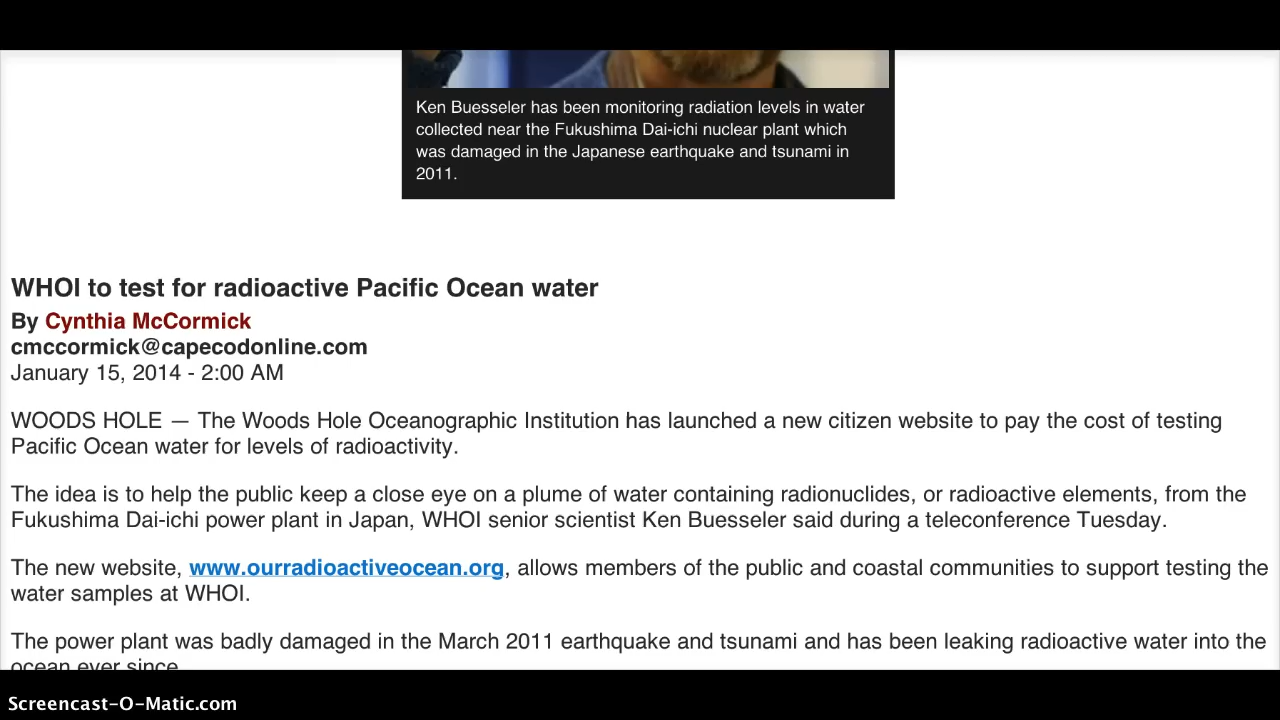 Ken Buesseler has been monitoring radiation levels in water
collected near the Fukushima Dai-ichi nuclear plant which
was damaged in the Japanese earthquake and tsunami in
2011.
WHOI to test for radioactive Pacific Ocean water
By Cynthia McCormick
cmccormick@capecodonline.com
January 15, 2014 - 2:00 AM
WOODS HOLE — The Woods Hole Oceanographic Institution has launched a new citizen website to pay the cost of testing
Pacific Ocean water for levels of radioactivity.
The idea is to help the public keep a close eye on a plume of water containing radionuclides, or radioactive elements, from the
Fukushima Dai-ichi power plant in Japan, WHOI senior scientist Ken Buesseler said during a teleconference Tuesday.
The new website, www.ourradioactiveocean.org, allows members of the public and coastal communities to support testing the
water samples at WHOI.
The power plant was badly damaged in the March 2011 earthquake and tsunami and has been leaking radioactive water into the
ocean ever since
Screencast-O-Matic.com